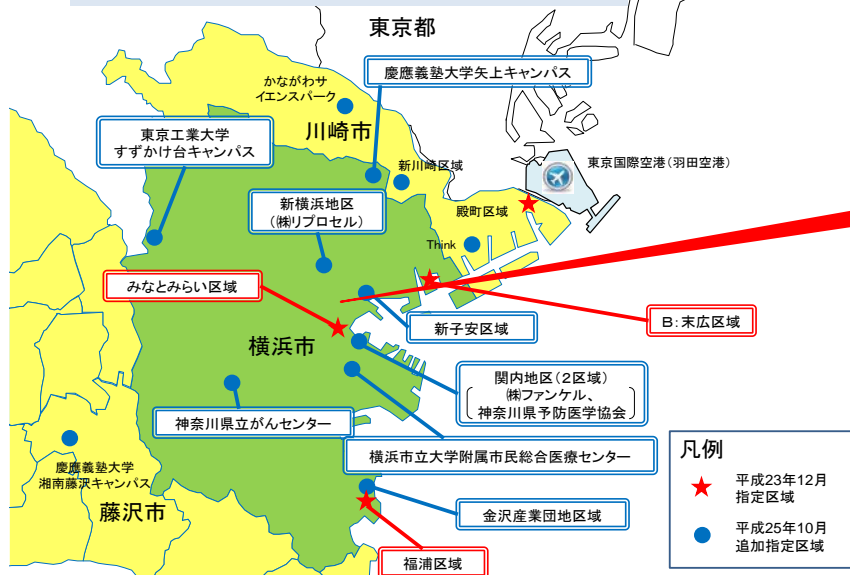 東京都
慶應義塾大学矢上キャンパス
かながわサ
イエンスパーク
川崎市
東京工業大学
すずかけ台キャンパス
新川崎区域
東京国際空港(羽田空港)
新横浜地区
(㈱リプロセル)
殿町区域
Think
みなとみらい区域
B:末広区域
新子安区域
横浜市
関内地区(2区域)
㈱ファンケル、
神奈川県予防医学協会
神奈川県立がんセンター
横浜市立大学附属市民総合医療センター
慶應義塾大学
湘南藤沢キャンパス
藤沢市
金沢産業団地区域
福浦区域
凡例
平成23年12月
指定区域
平成25年10月
追加指定区域